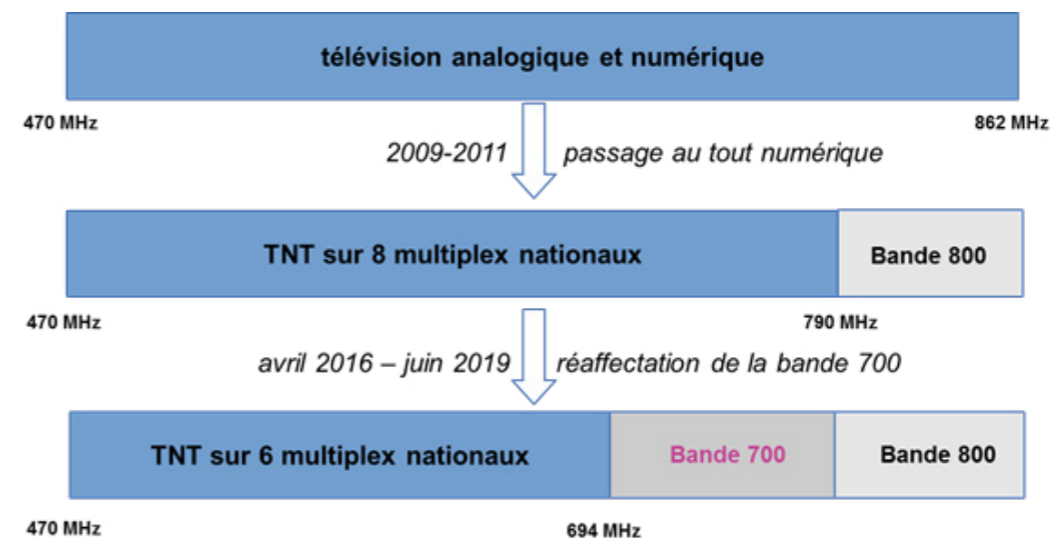 télévision analogique et numérique
470 MHz 862 MHz
2009-2011 passage au tout numérique
TNT sur 8 multiplex nationaux Bande 800
470 MHz 790 MHz
avril 2016 – juin 2019 réaffectation de la bande 700
TNT sur 6 multiplex nationaux Bande 700 Bande 800
470 MHz 694 MHz